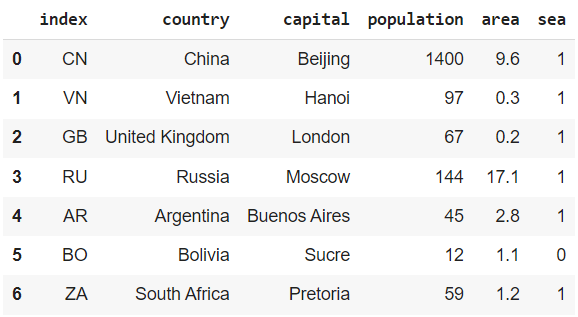 index country capital population area sea
0 CN China Beijing 1400 9.6 1
1 VN Vietnam Hanoi 97 0.3 1
2 GB United Kingdom London 67 0.2 1
3 RU Russia Moscow 144 17.1 1
4 AR Argentina Buenos Aires 45 2.8 1
5 BO Bolivia Sucre 12 1.1 0
6 ZA South Africa Pretoria 59 1.2 1